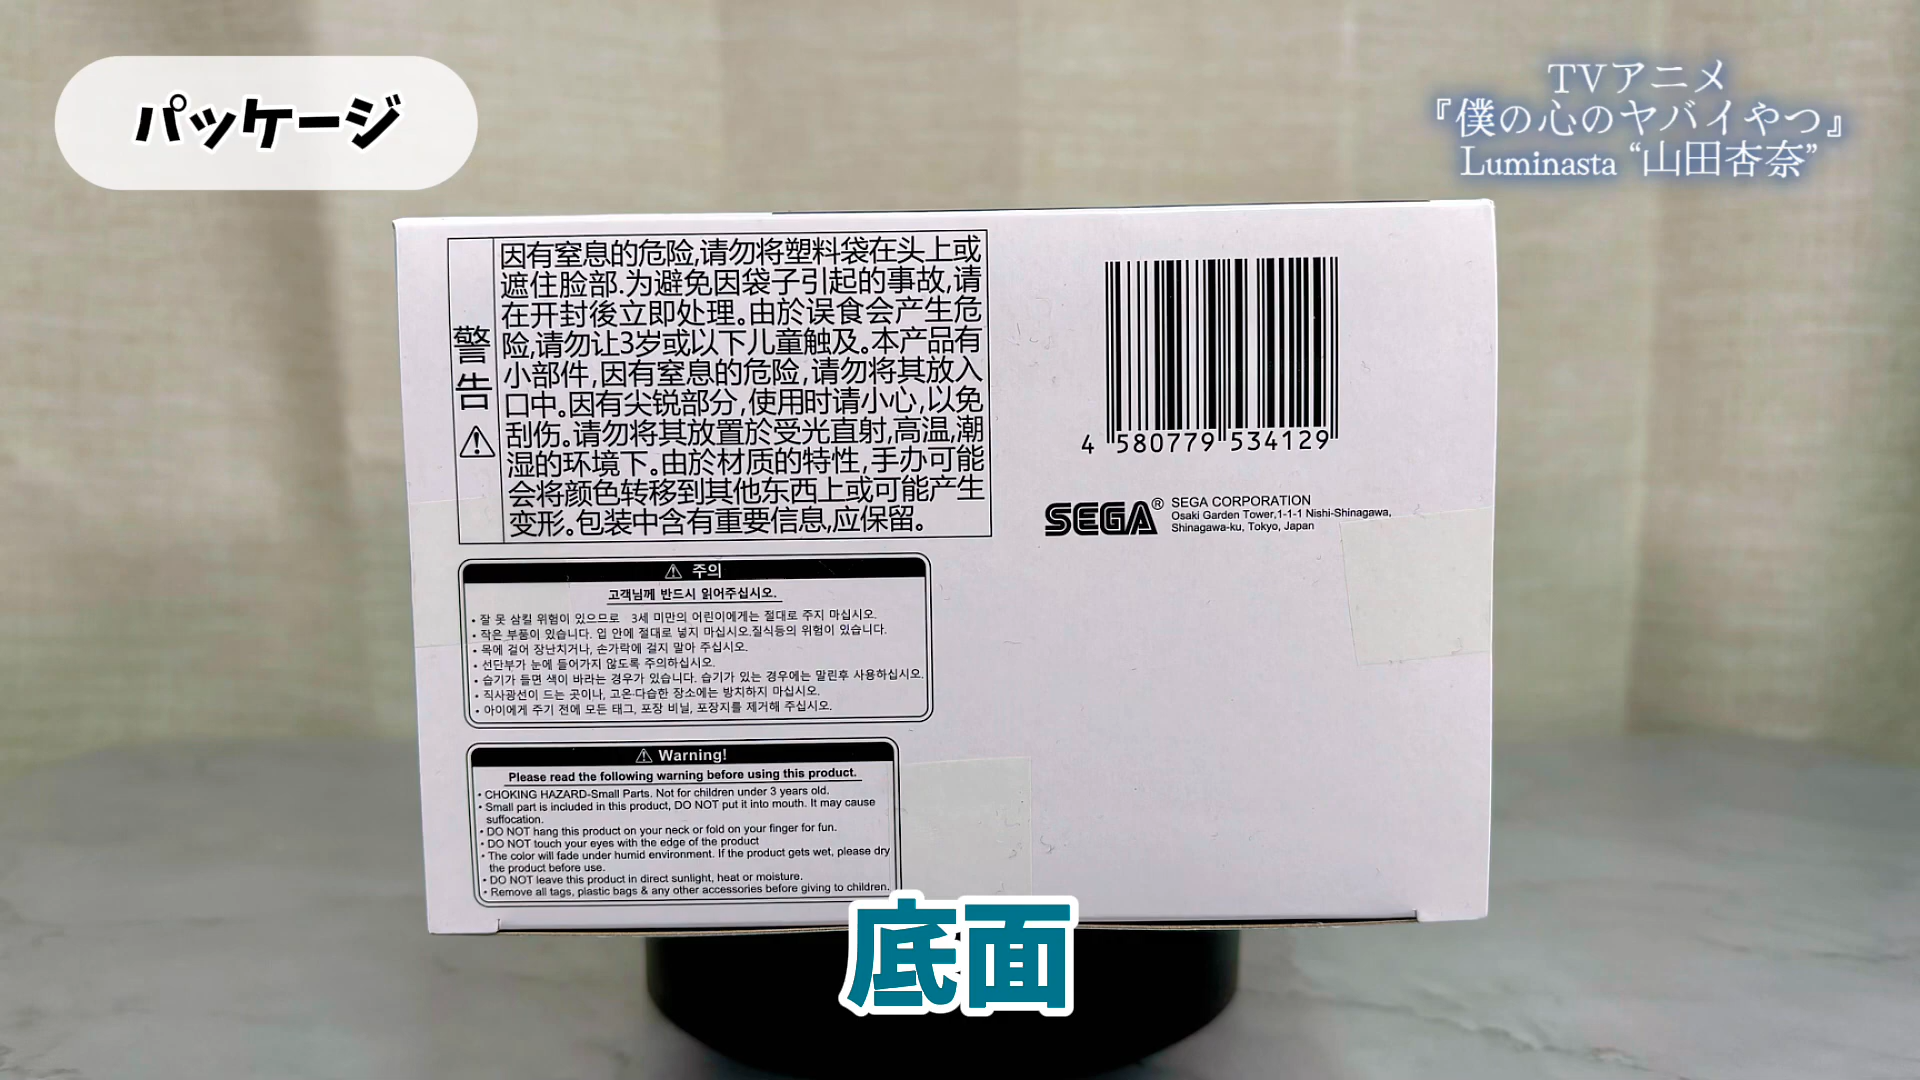 パッケージ
TVアニメ
『僕の心のヤバイやつ』
Luminasta “山田杏奈”
警告
因有窒息的危险,请勿将塑料袋在头上或
遮住脸部.为避免因袋子引起的事故,请
在开封後立即处理。由於误食会产生危
险,请勿让3岁或以下儿童触及。本产品有
小部件,因有窒息的危险,请勿将其放入
口中。因有尖锐部分,使用时请小心,以免
刮伤。请勿将其放置於受光直射,高温,潮
湿的环境下。由於材质的特性,手办可能
会将颜色转移到其他东西上或可能产生
变形。包装中含有重要信息,应保留。
4 580779 534129
SEGA® SEGA CORPORATION
Osaki Garden Tower,1-1-1 Nishi-Shinagawa,
Shinagawa-ku, Tokyo, Japan
⚠ 주의
고객님께 반드시 읽어주십시오.
• 잘 못 삼킬 위험이 있으므로 3세 미만의 어린이에게는 절대로 주지 마십시오.
• 작은 부품이 있습니다. 입 안에 절대로 넣지 마십시오.질식등의 위험이 있습니다.
• 목에 걸어 장난치거나, 손가락에 걸지 말아 주십시오.
• 선단부가 눈에 들어가지 않도록 주의하십시오.
• 습기가 들면 색이 바라는 경우가 있습니다. 습기가 있는 경우에는 말린후 사용하십시오.
• 직사광선이 드는 곳이나, 고온·다습한 장소에는 방치하지 마십시오.
• 아이에게 주기 전에 모든 태그, 포장 비닐, 포장지를 제거해 주십시오.
⚠ Warning!
Please read the following warning before using this product.
• CHOKING HAZARD-Small Parts. Not for children under 3 years old.
• Small part is included in this product, DO NOT put it into mouth. It may cause
suffocation.
• DO NOT hang this product on your neck or fold on your finger for fun.
• DO NOT touch your eyes with the edge of the product
• The color will fade under humid environment. If the product gets wet, please dry
the product before use.
• DO NOT leave this product in direct sunlight, heat or moisture.
• Remove all tags, plastic bags & any other accessories before giving to children.
底面